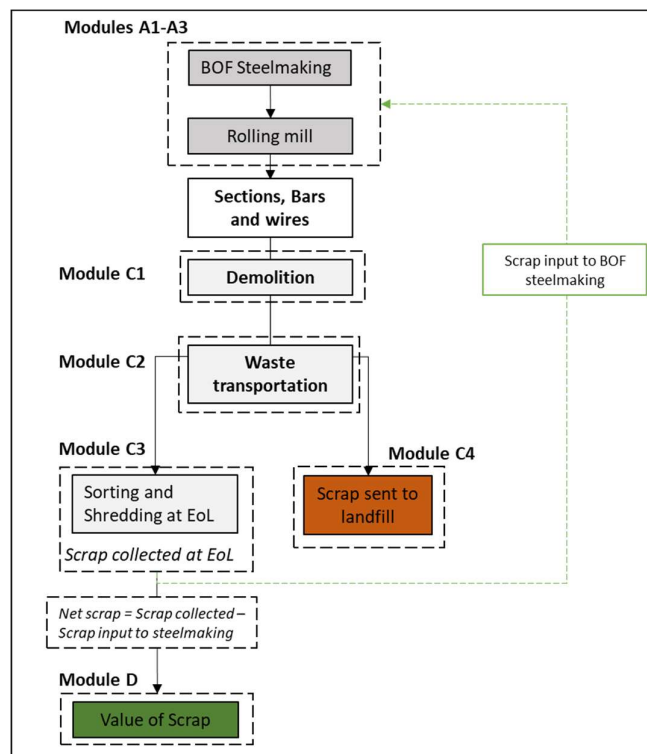 Modules A1-A3
BOF Steelmaking
Rolling mill
Sections, Bars
and wires
Module C1
Demolition
Scrap input to BOF
steelmaking
Module C2
Waste
transportation
Module C3
Sorting and
Shredding at EoL
Scrap collected at EoL
Module C4
Scrap sent to
landfill
Net scrap = Scrap collected –
Scrap input to steelmaking
Module D
Value of Scrap